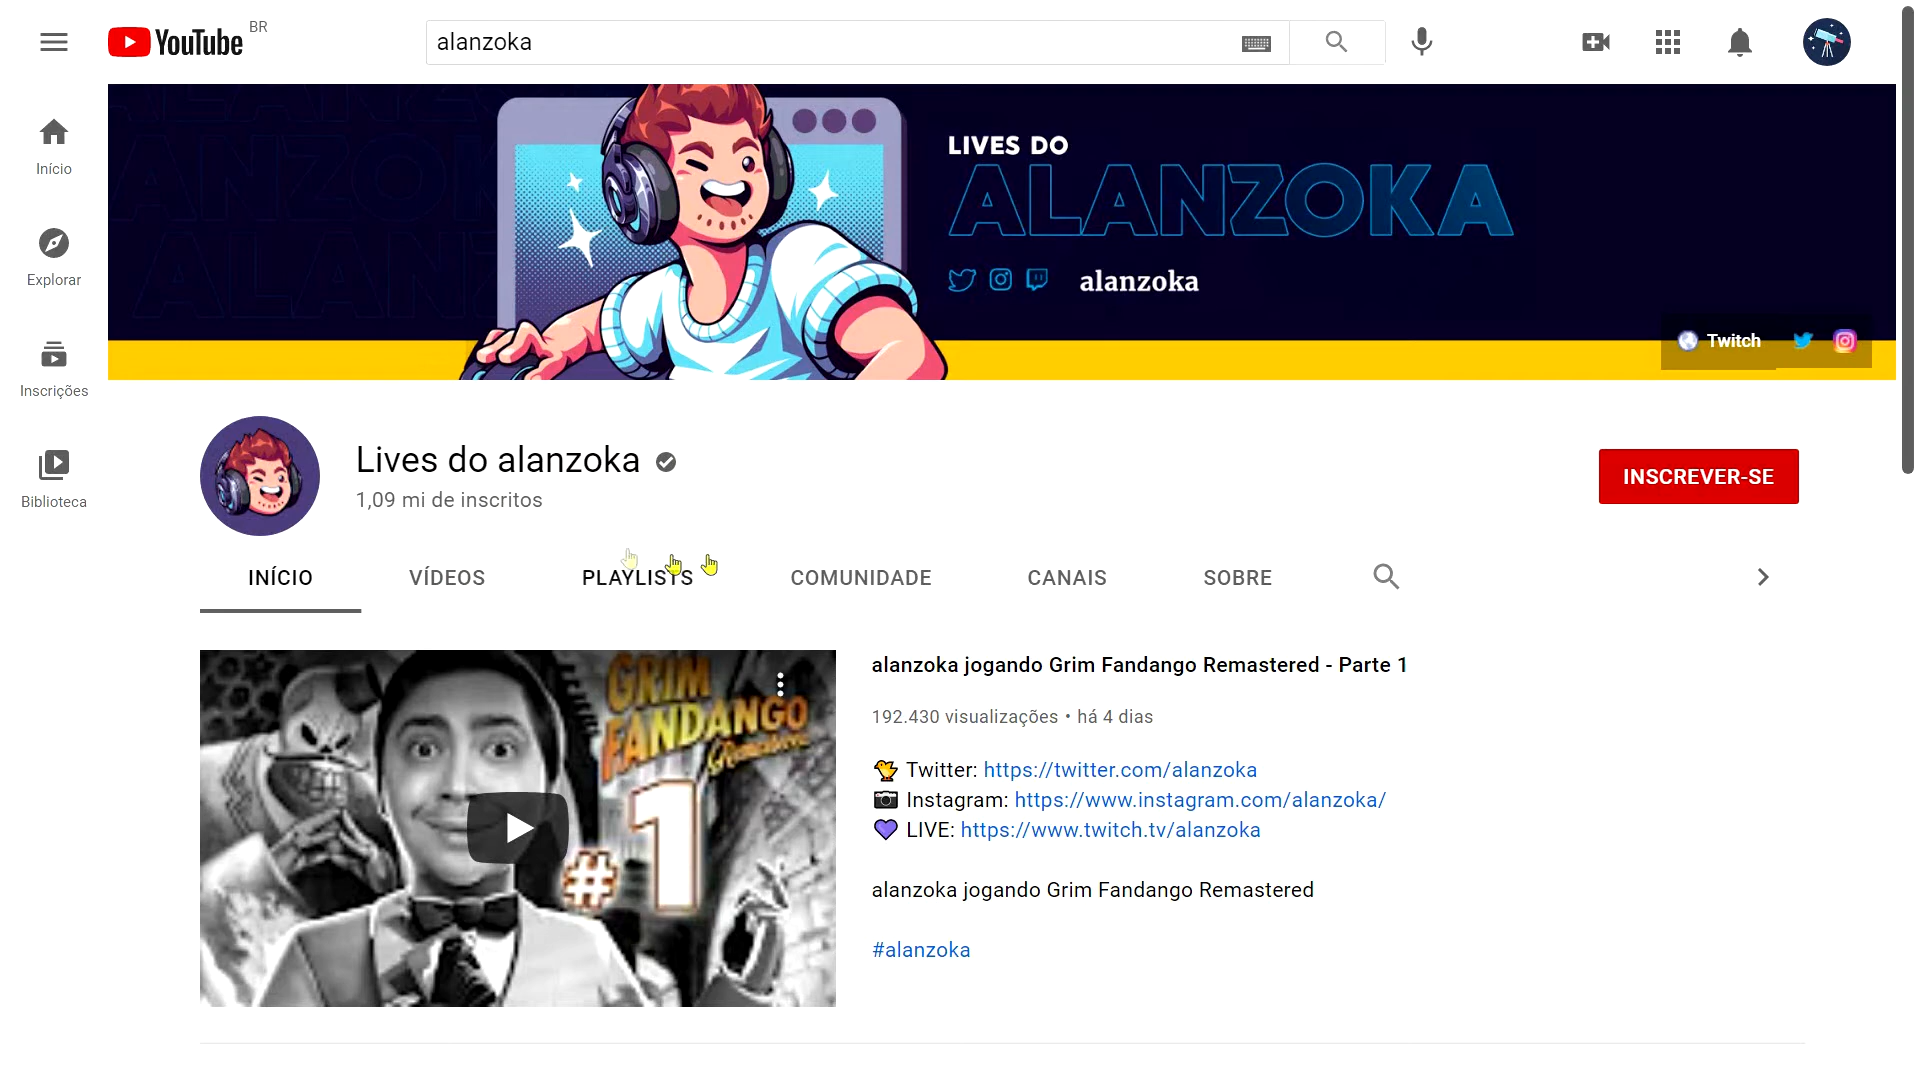 YouTube BR
alanzoka
Início
Explorar
Inscrições
Biblioteca
LIVES DO
ALANZOKA
alanzoka
Twitch
Lives do alanzoka
1,09 mi de inscritos
INSCREVER-SE
INÍCIO VÍDEOS PLAYLISTS COMUNIDADE CANAIS SOBRE
GRIM
FANDANGO
Remastered
#1
alanzoka jogando Grim Fandango Remastered - Parte 1
192.430 visualizações • há 4 dias
🐤 Twitter: https://twitter.com/alanzoka
📷 Instagram: https://www.instagram.com/alanzoka/
💜 LIVE: https://www.twitch.tv/alanzoka
alanzoka jogando Grim Fandango Remastered
#alanzoka